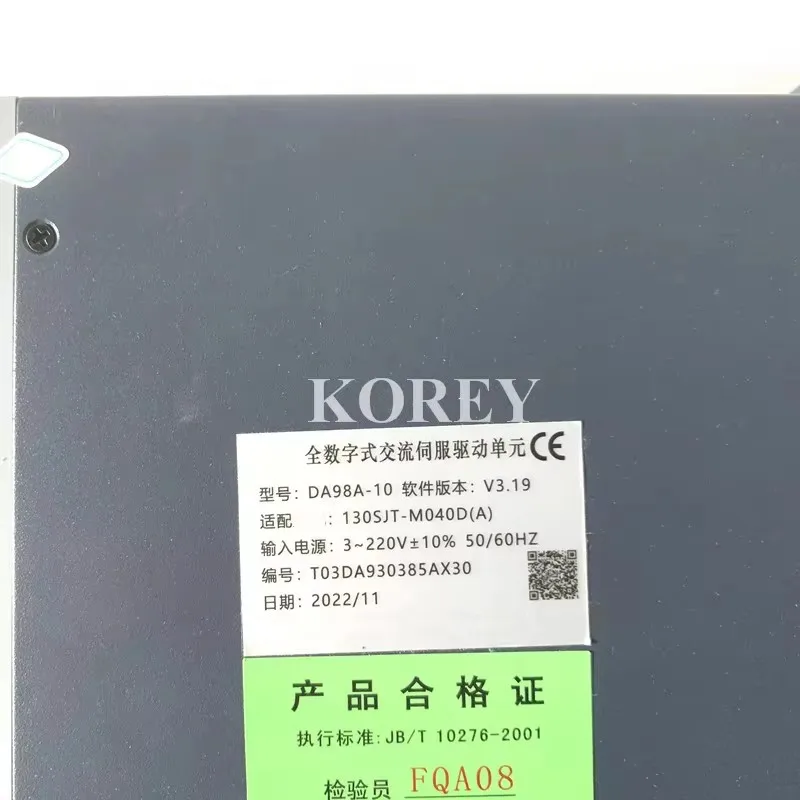 KOREY
全数字式交流伺服驱动单元 CE
型号: DA98A-10 软件版本: V3.19
适配 : 130SJT-M040D(A)
输入电源: 3~220V±10% 50/60HZ
编号: T03DA930385AX30
日期: 2022/11
产品合格证
执行标准: JB/T 10276-2001
检验员 FQA08